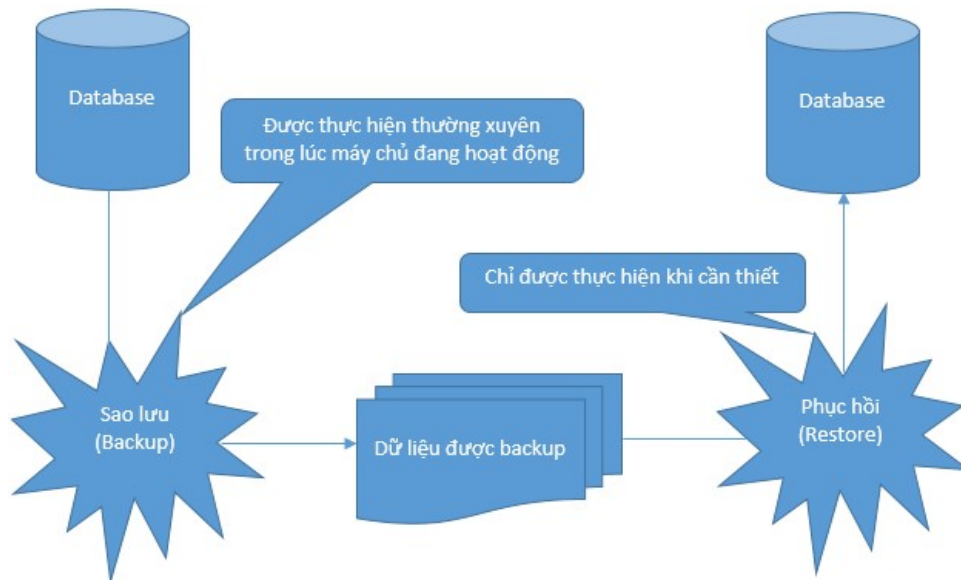 Database
Database
Được thực hiện thường xuyên
trong lúc máy chủ đang hoạt động
Chỉ được thực hiện khi cần thiết
Sao lưu
(Backup)
Dữ liệu được backup
Phục hồi
(Restore)